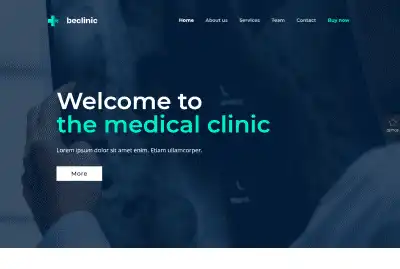 beclinic
Home About us Services Team Contact Buy now
Welcome to
the medical clinic
Lorem ipsum dolor sit amet enim. Etiam ullamcorper.
More